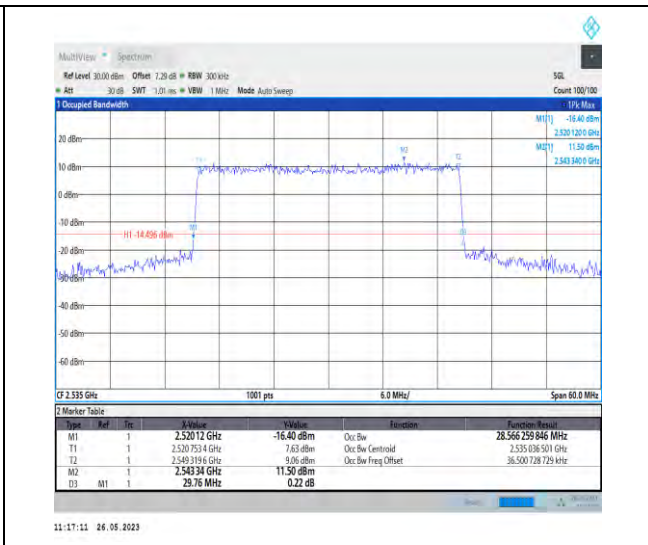 MultiView Spectrum
Ref Level 30.00 dBm Offset 7.29 dB RBW 300 kHz SGL
Att 30 dB SWT 1.01 ms VBW 1 MHz Mode Auto Sweep Count 100/100
1 Occupied Bandwidth 1Pk Max
M1[1] -16.40 dBm
2.520 120 0 GHz
20 dBm M2[1] 11.50 dBm
2.543 340 0 GHz
M2
T1 T2
10 dBm
0 dBm
-10 dBm
H1 -14.496 dBm M1
-20 dBm
-30 dBm
-40 dBm
-50 dBm
-60 dBm
CF 2.535 GHz 1001 pts 6.0 MHz/ Span 60.0 MHz
2 Marker Table
Type Ref Trc X-Value Y-Value Function Function Result
M1 1 2.520 12 GHz -16.40 dBm Occ Bw 28.566 259 846 MHz
T1 1 2.520 753 4 GHz 7.63 dBm Occ Bw Centroid 2.535 036 501 GHz
T2 1 2.549 319 6 GHz 9.06 dBm Occ Bw Freq Offset 36.500 728 729 kHz
M2 1 2.543 34 GHz 11.50 dBm
D3 M1 1 29.76 MHz 0.22 dB
11:17:11 26.05.2023